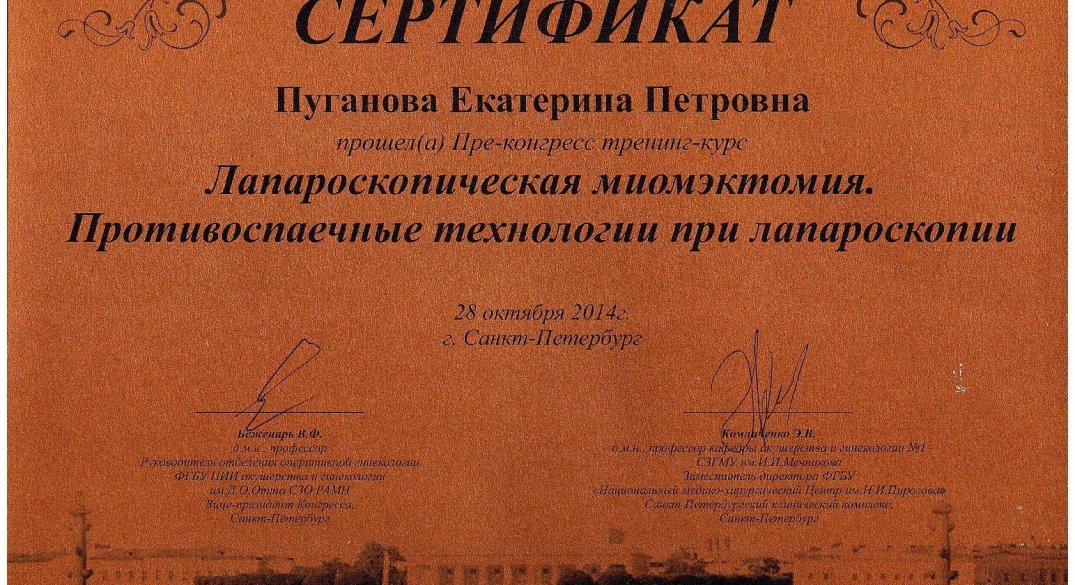 СЕРТИФИКАТ
Пуганова Екатерина Петровна
прошел(а) Пре-конгресс тренинг-курс
Лапароскопическая миомэктомия.
Противоспаечные технологии при лапароскопии
28 октября 2014г.
г. Санкт-Петербург
Беженарь В.Ф.
д.м.н., профессор
Руководитель отделения оперативной гинекологии
ФГБУ НИИ акушерства и гинекологии
им.Д.О.Отта СЗО РАМН
Вице-президент Конгресса,
Санкт-Петербург
Комличенко Э.В.
д.м.н., профессор кафедры акушерства и гинекологии №1
СЗГМУ им.И.И.Мечникова
Заместитель директора ФГБУ
«Национальный медико-хирургический Центр им.Н.И.Пирогова»
Санкт-Петербургский клинический комплекс,
Санкт-Петербург